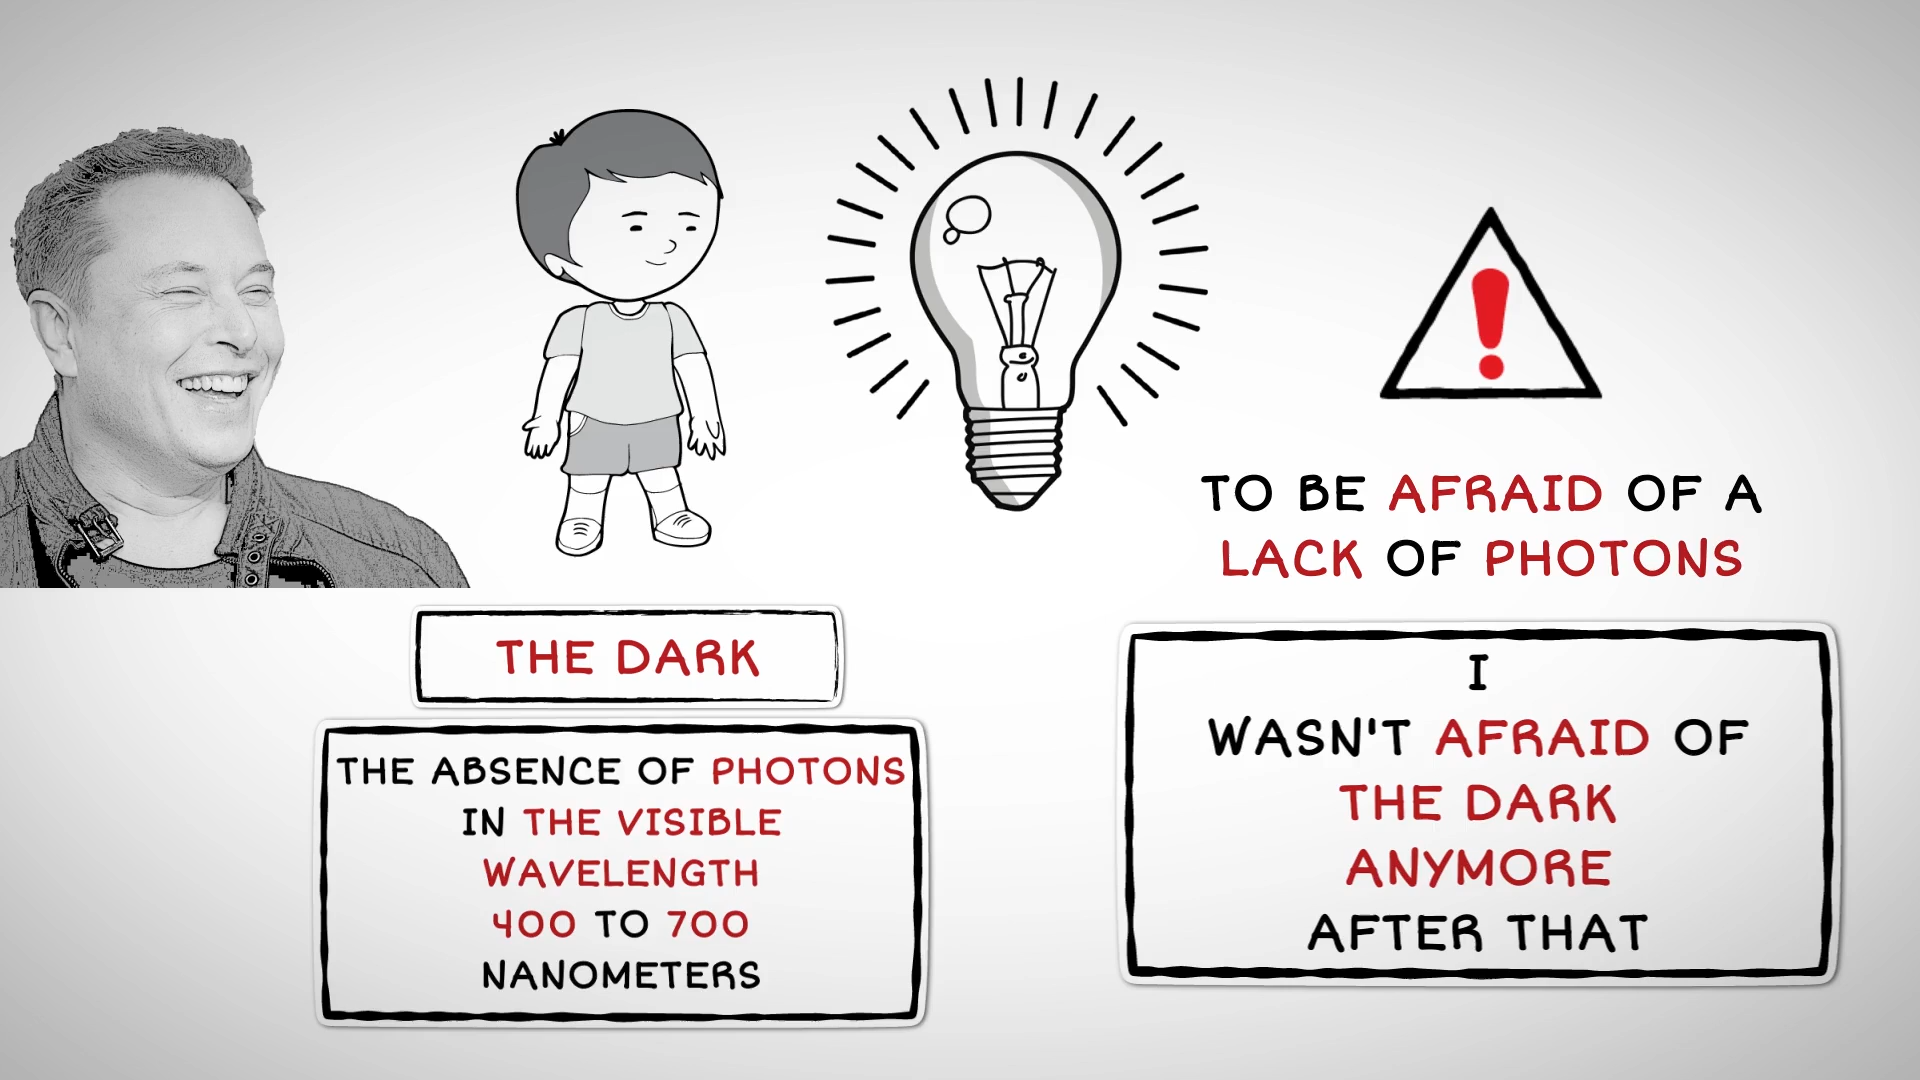 THE DARK
THE ABSENCE OF PHOTONS
IN THE VISIBLE
WAVELENGTH
400 TO 700
NANOMETERS
TO BE AFRAID OF A
LACK OF PHOTONS
I
WASN'T AFRAID OF
THE DARK
ANYMORE
AFTER THAT